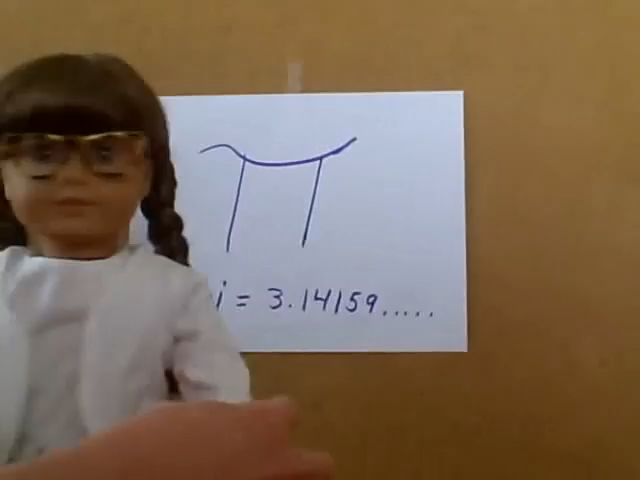 π
i = 3.14159.....